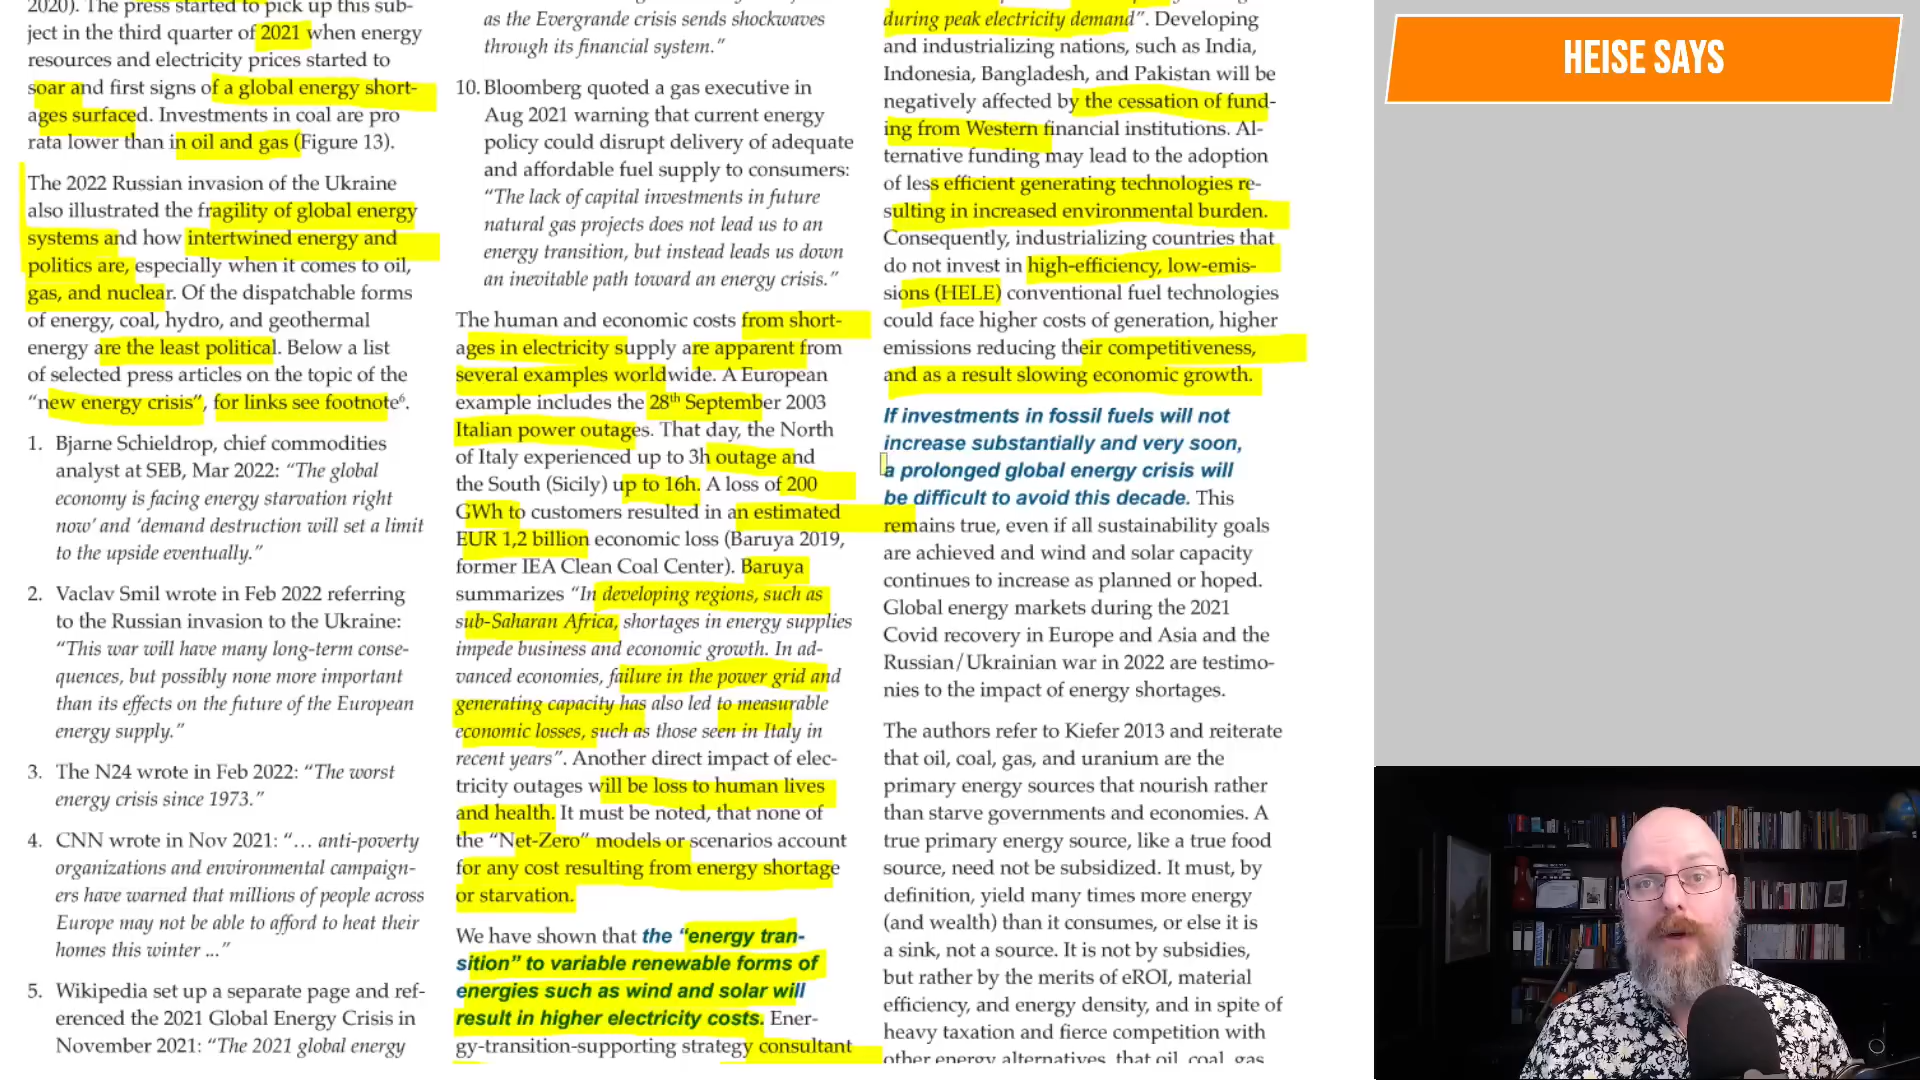 2020). The press started to pick up this sub-
ject in the third quarter of 2021 when energy
resources and electricity prices started to
soar and first signs of a global energy short-
ages surfaced. Investments in coal are pro
rata lower than in oil and gas (Figure 13).
The 2022 Russian invasion of the Ukraine
also illustrated the fragility of global energy
systems and how intertwined energy and
politics are, especially when it comes to oil,
gas, and nuclear. Of the dispatchable forms
of energy, coal, hydro, and geothermal
energy are the least political. Below a list
of selected press articles on the topic of the
“new energy crisis”, for links see footnote⁶.
1. Bjarne Schieldrop, chief commodities
analyst at SEB, Mar 2022: “The global
economy is facing energy starvation right
now’ and ‘demand destruction will set a limit
to the upside eventually.”
2. Vaclav Smil wrote in Feb 2022 referring
to the Russian invasion to the Ukraine:
“This war will have many long-term conse-
quences, but possibly none more important
than its effects on the future of the European
energy supply.”
3. The N24 wrote in Feb 2022: “The worst
energy crisis since 1973.”
4. CNN wrote in Nov 2021: “… anti-poverty
organizations and environmental campaign-
ers have warned that millions of people across
Europe may not be able to afford to heat their
homes this winter ...”
5. Wikipedia set up a separate page and ref-
erenced the 2021 Global Energy Crisis in
November 2021: “The 2021 global energy
as the Evergrande crisis sends shockwaves
through its financial system.”
10. Bloomberg quoted a gas executive in
Aug 2021 warning that current energy
policy could disrupt delivery of adequate
and affordable fuel supply to consumers:
“The lack of capital investments in future
natural gas projects does not lead us to an
energy transition, but instead leads us down
an inevitable path toward an energy crisis.”
The human and economic costs from short-
ages in electricity supply are apparent from
several examples worldwide. A European
example includes the 28th September 2003
Italian power outages. That day, the North
of Italy experienced up to 3h outage and
the South (Sicily) up to 16h. A loss of 200
GWh to customers resulted in an estimated
EUR 1,2 billion economic loss (Baruya 2019,
former IEA Clean Coal Center). Baruya
summarizes “In developing regions, such as
sub-Saharan Africa, shortages in energy supplies
impede business and economic growth. In ad-
vanced economies, failure in the power grid and
generating capacity has also led to measurable
economic losses, such as those seen in Italy in
recent years”. Another direct impact of elec-
tricity outages will be loss to human lives
and health. It must be noted, that none of
the “Net-Zero” models or scenarios account
for any cost resulting from energy shortage
or starvation.
We have shown that the “energy tran-
sition” to variable renewable forms of
energies such as wind and solar will
result in higher electricity costs. Ener-
gy-transition-supporting strategy consultant
during peak electricity demand”. Developing
and industrializing nations, such as India,
Indonesia, Bangladesh, and Pakistan will be
negatively affected by the cessation of fund-
ing from Western financial institutions. Al-
ternative funding may lead to the adoption
of less efficient generating technologies re-
sulting in increased environmental burden.
Consequently, industrializing countries that
do not invest in high-efficiency, low-emis-
sions (HELE) conventional fuel technologies
could face higher costs of generation, higher
emissions reducing their competitiveness,
and as a result slowing economic growth.
If investments in fossil fuels will not
increase substantially and very soon,
a prolonged global energy crisis will
be difficult to avoid this decade. This
remains true, even if all sustainability goals
are achieved and wind and solar capacity
continues to increase as planned or hoped.
Global energy markets during the 2021
Covid recovery in Europe and Asia and the
Russian/Ukrainian war in 2022 are testimo-
nies to the impact of energy shortages.
The authors refer to Kiefer 2013 and reiterate
that oil, coal, gas, and uranium are the
primary energy sources that nourish rather
than starve governments and economies. A
true primary energy source, like a true food
source, need not be subsidized. It must, by
definition, yield many times more energy
(and wealth) than it consumes, or else it is
a sink, not a source. It is not by subsidies,
but rather by the merits of eROI, material
efficiency, and energy density, and in spite of
heavy taxation and fierce competition with
other energy alternatives, that oil, coal, gas
HEISE SAYS